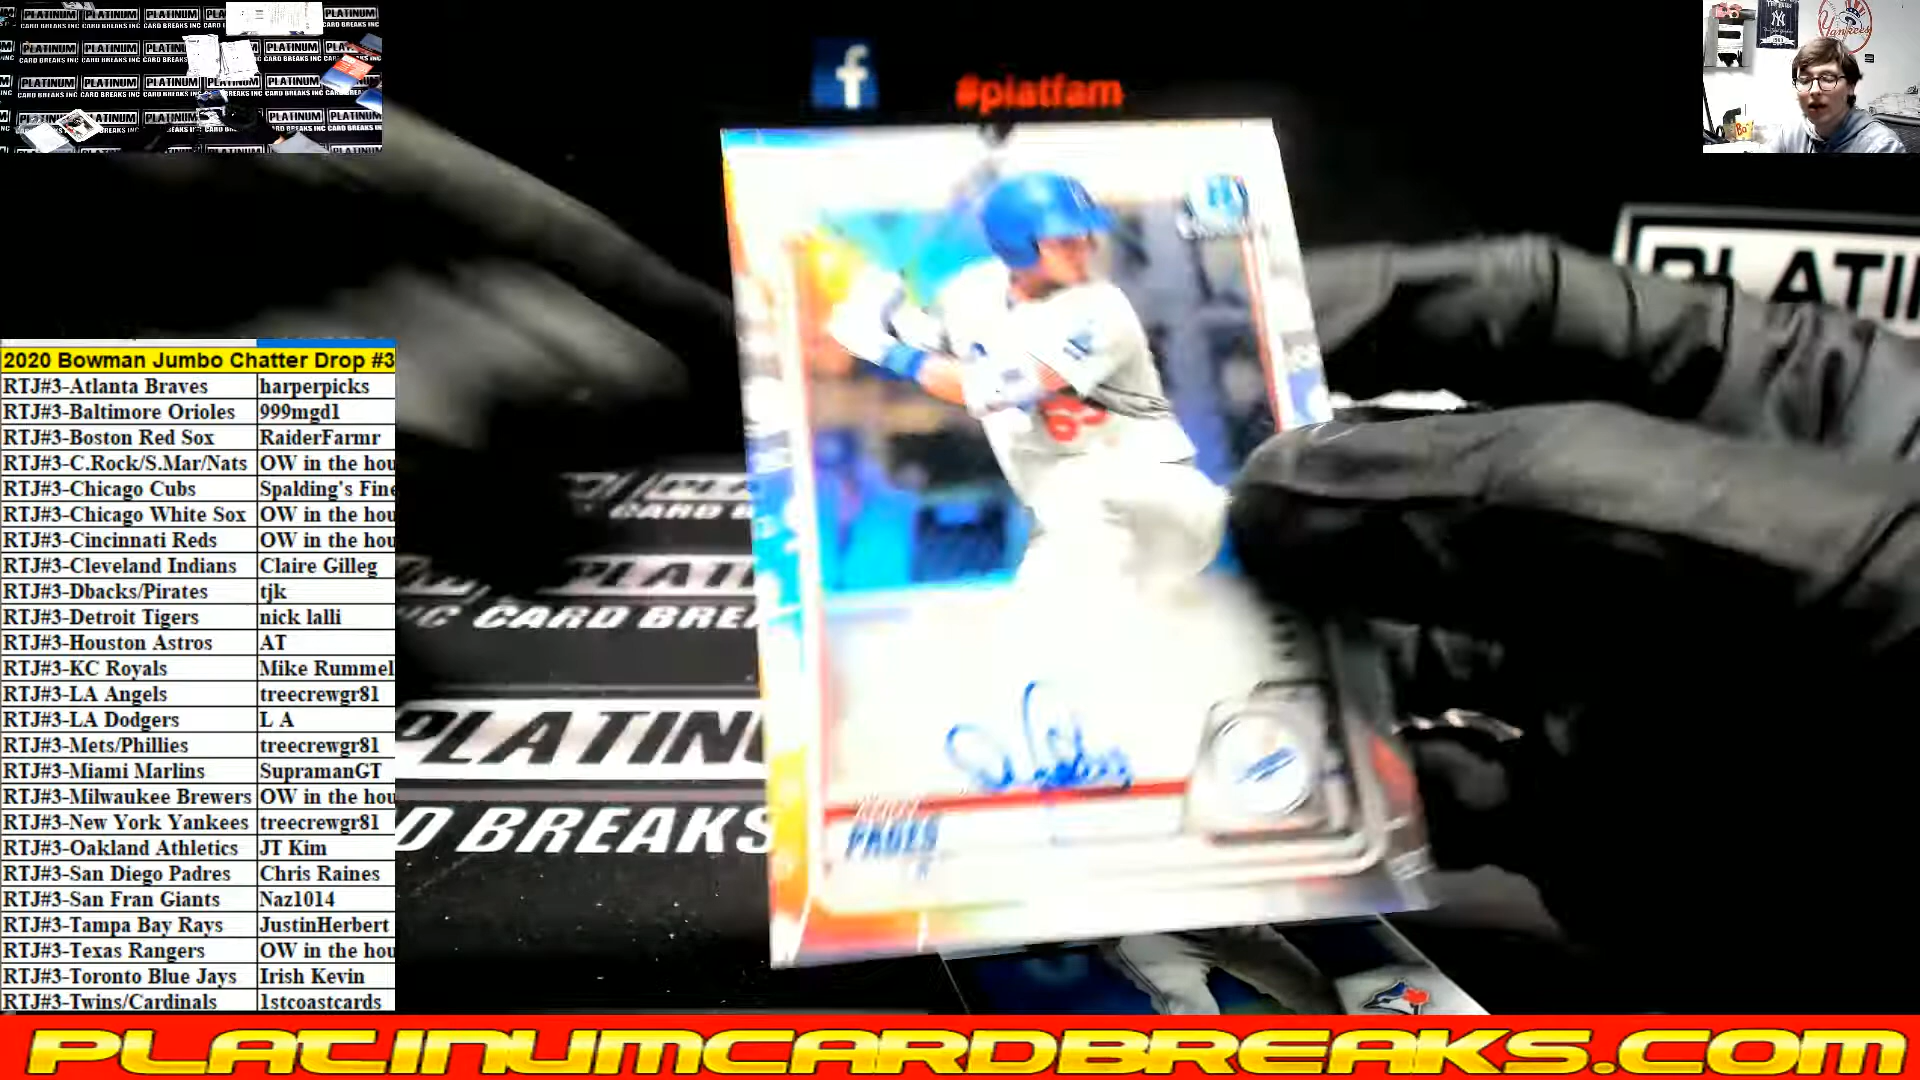 #platfam
2020 Bowman Jumbo Chatter Drop #3
RTJ#3-Atlanta Braves harperpicks
RTJ#3-Baltimore Orioles 999mgd1
RTJ#3-Boston Red Sox RaiderFarmr
RTJ#3-C.Rock/S.Mar/Nats OW in the hou
RTJ#3-Chicago Cubs Spalding's Fine
RTJ#3-Chicago White Sox OW in the hou
RTJ#3-Cincinnati Reds OW in the hou
RTJ#3-Cleveland Indians Claire Gilleg
RTJ#3-Dbacks/Pirates tjk
RTJ#3-Detroit Tigers nick lalli
RTJ#3-Houston Astros AT
RTJ#3-KC Royals Mike Rummel
RTJ#3-LA Angels treecrewgr81
RTJ#3-LA Dodgers L A
RTJ#3-Mets/Phillies treecrewgr81
RTJ#3-Miami Marlins SupramanGT
RTJ#3-Milwaukee Brewers OW in the hou
RTJ#3-New York Yankees treecrewgr81
RTJ#3-Oakland Athletics JT Kim
RTJ#3-San Diego Padres Chris Raines
RTJ#3-San Fran Giants Naz1014
RTJ#3-Tampa Bay Rays JustinHerbert
RTJ#3-Texas Rangers OW in the hou
RTJ#3-Toronto Blue Jays Irish Kevin
RTJ#3-Twins/Cardinals 1stcoastcards
PLATINUM
CARD BREAKS INC
PLATI
CARD BREA
PLATINU
D BREAKS
PLATIN
PAGES
Yankees
PLATINUMCARDBREAKS.COM